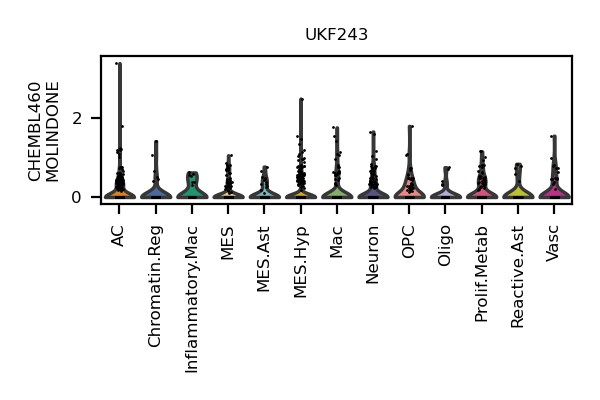 UKF243
CHEMBL460
MOLINDONE
2
0
AC
Chromatin.Reg
Inflammatory.Mac
MES
MES.Ast
MES.Hyp
Mac
Neuron
OPC
Oligo
Prolif.Metab
Reactive.Ast
Vasc